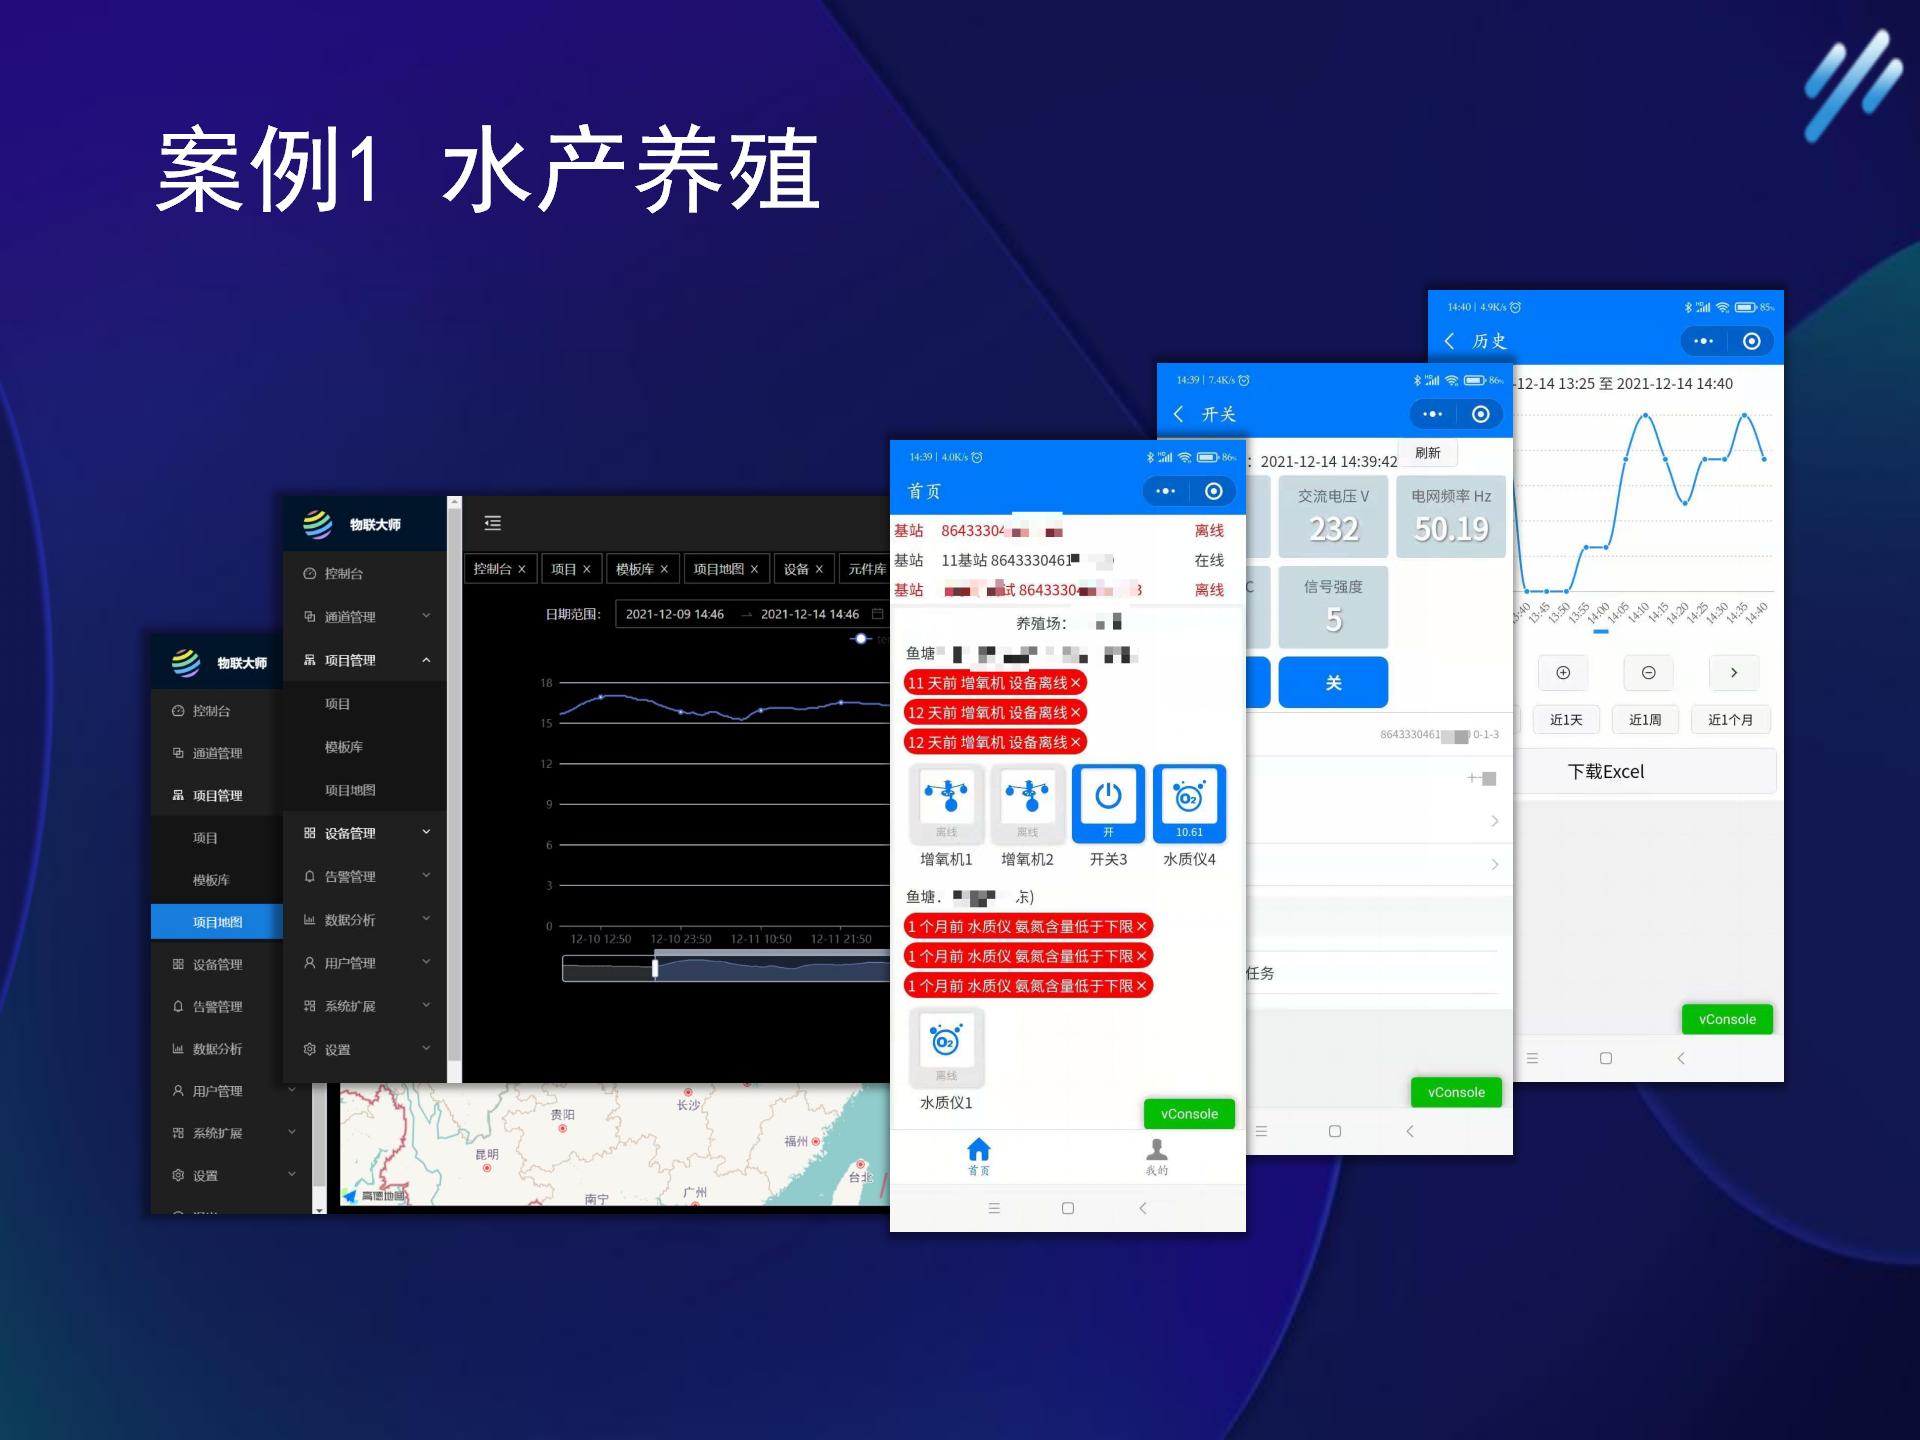 案例1 水产养殖
物联大师
控制台
通道管理
项目管理
项目
模板库
项目地图
设备管理
告警管理
数据分析
用户管理
系统扩展
设置
贵阳
长沙
昆明
福州
台北
南宁
广州
高德地图
物联大师
控制台
通道管理
项目管理
项目
模板库
项目地图
设备管理
告警管理
数据分析
用户管理
系统扩展
设置
控制台 × 项目 × 模板库 × 项目地图 × 设备 × 元件库
日期范围: 2021-12-09 14:46 → 2021-12-14 14:46
18
15
12
9
6
3
0
12-10 12:50 12-10 23:50 12-11 10:50 12-11 21:50
14:39 | 4.0K/s 86%
首页
基站 8643330 离线
基站 11基站 8643330461 在线
基站 试 8643330 离线
养殖场:
鱼塘
11 天前 增氧机 设备离线×
12 天前 增氧机 设备离线×
12 天前 增氧机 设备离线×
离线 离线 开 10.61
增氧机1 增氧机2 开关3 水质仪4
鱼塘
1 个月前 水质仪 氨氮含量低于下限×
1 个月前 水质仪 氨氮含量低于下限×
1 个月前 水质仪 氨氮含量低于下限×
O2
离线
水质仪1
vConsole
首页 我的
14:39 | 7.4K/s 86%
开关
: 2021-12-14 14:39:42 刷新
交流电压 V 电网频率 Hz
232 50.19
C 信号强度
5
关
8643330461 0-1-3
任务
vConsole
14:40 | 4.9K/s 85%
历史
-12-14 13:25 至 2021-12-14 14:40
13:40 13:45 13:50 13:55 14:00 14:05 14:10 14:15 14:20 14:25 14:30 14:35 14:40
近1天 近1周 近1个月
下载Excel
vConsole